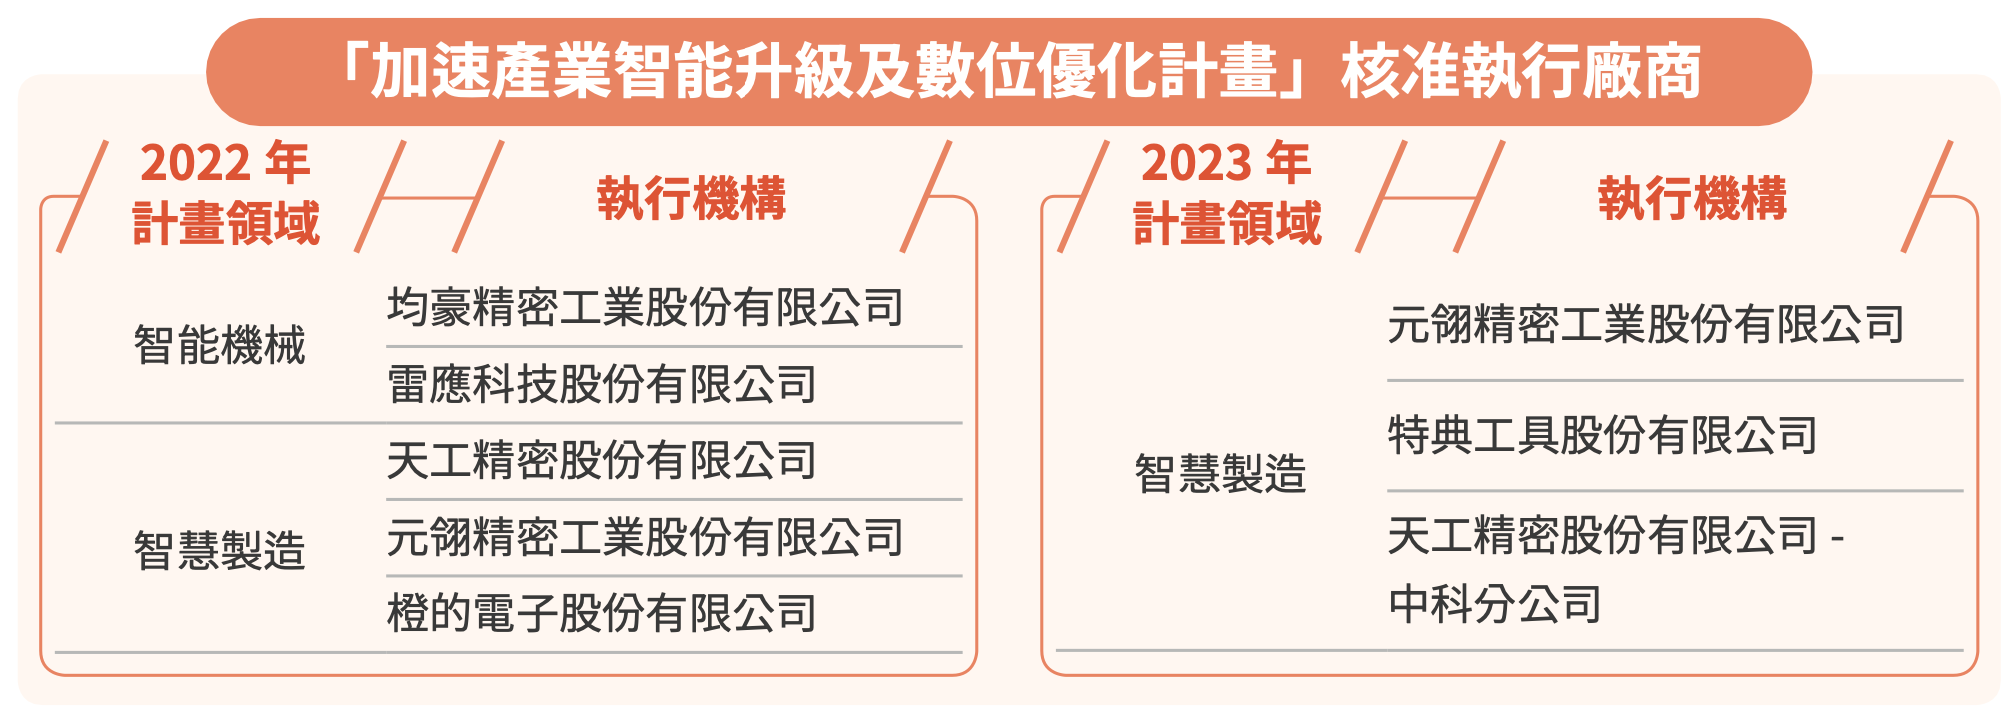 「加速產業智能升級及數位優化計畫」核准執行廠商
2022 年
計畫領域
執行機構
智能機械
均豪精密工業股份有限公司
雷應科技股份有限公司
智慧製造
天工精密股份有限公司
元翎精密工業股份有限公司
橙的電子股份有限公司
2023 年
計畫領域
執行機構
智慧製造
元翎精密工業股份有限公司
特典工具股份有限公司
天工精密股份有限公司 -
中科分公司